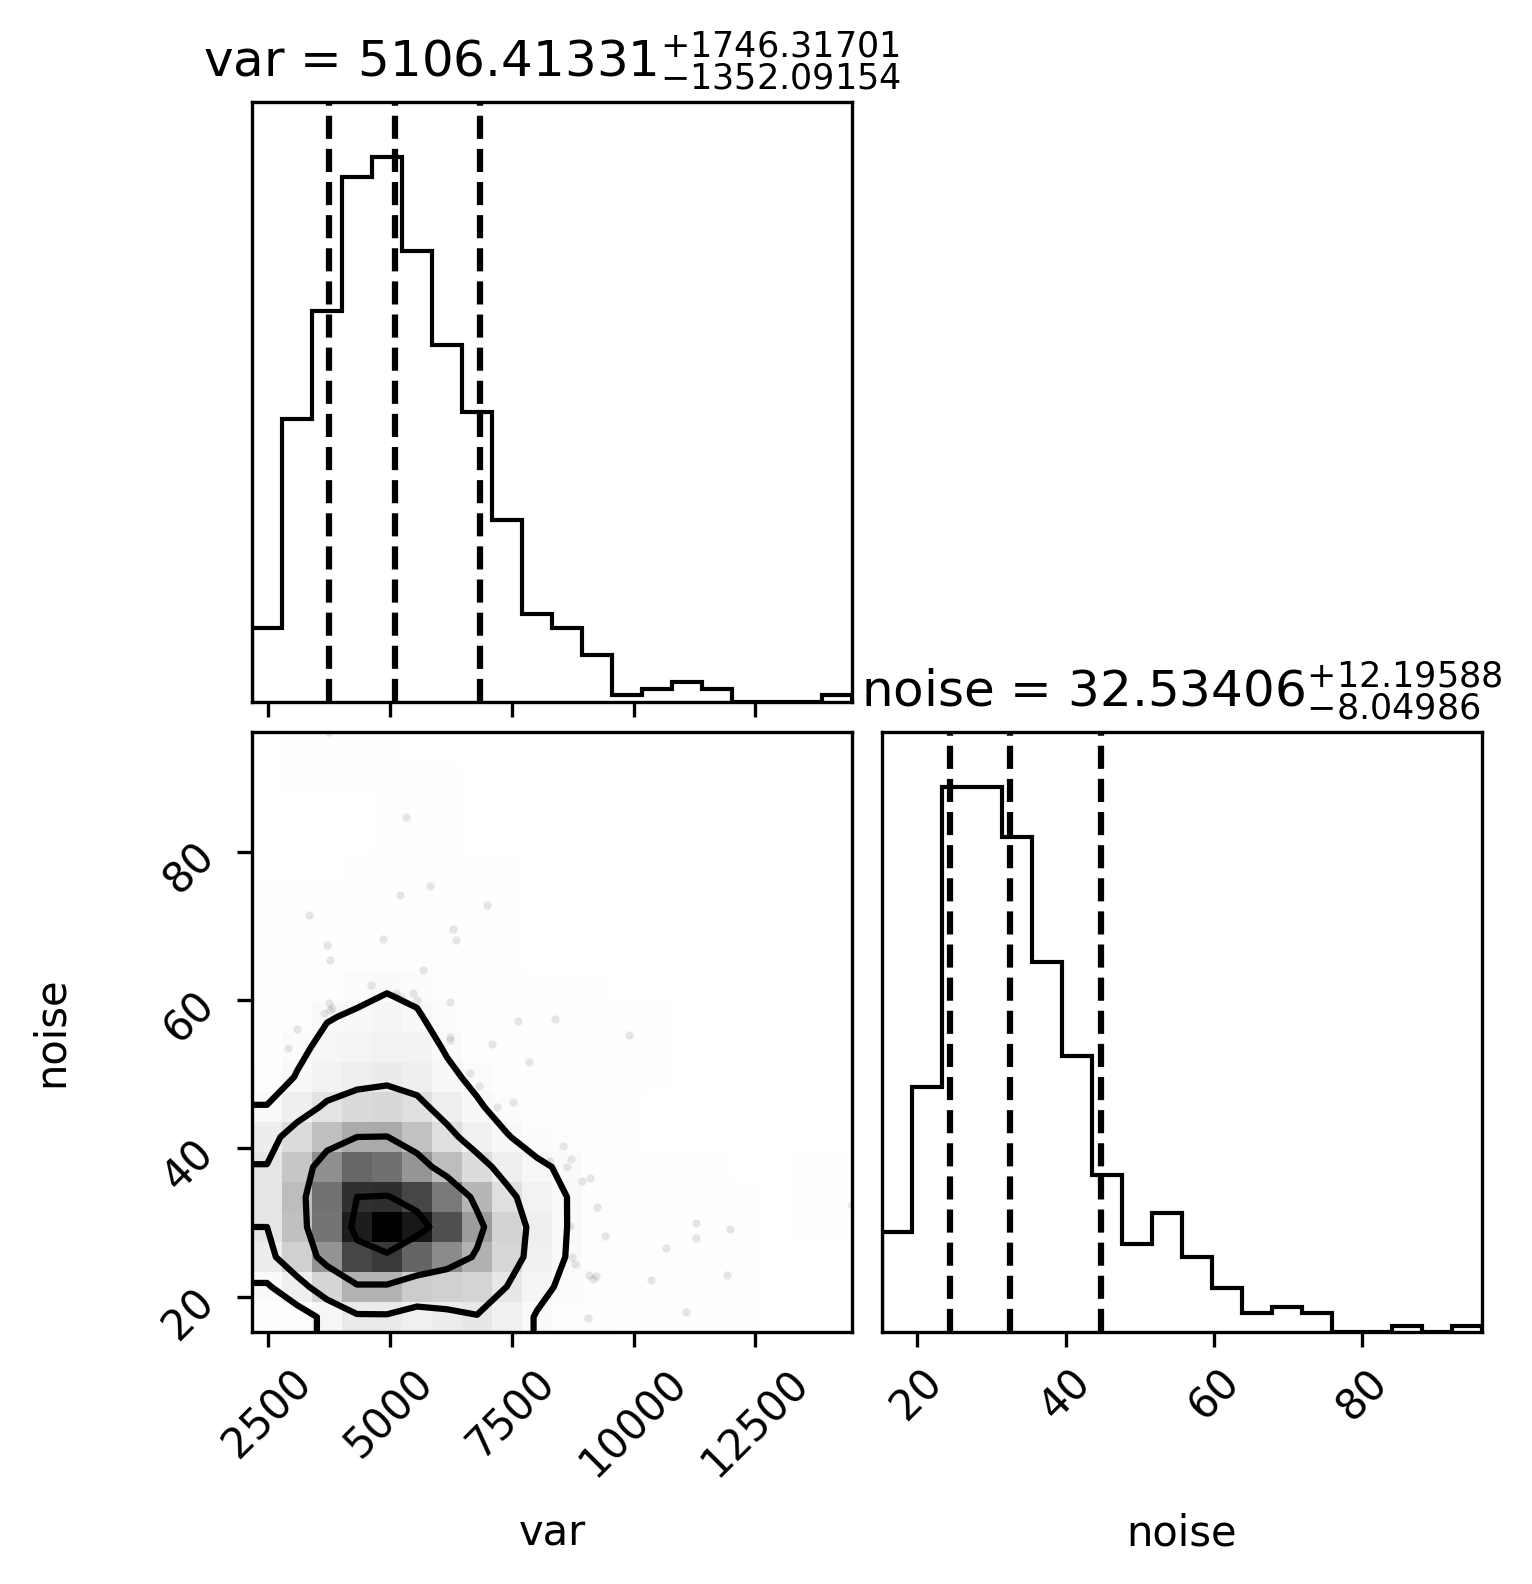 var = 5106.41331+1746.31701−1352.09154
noise = 32.53406+12.19588−8.04986
80
60
40
20
noise
2500 5000 7500 10000 12500
20 40 60 80
var
noise